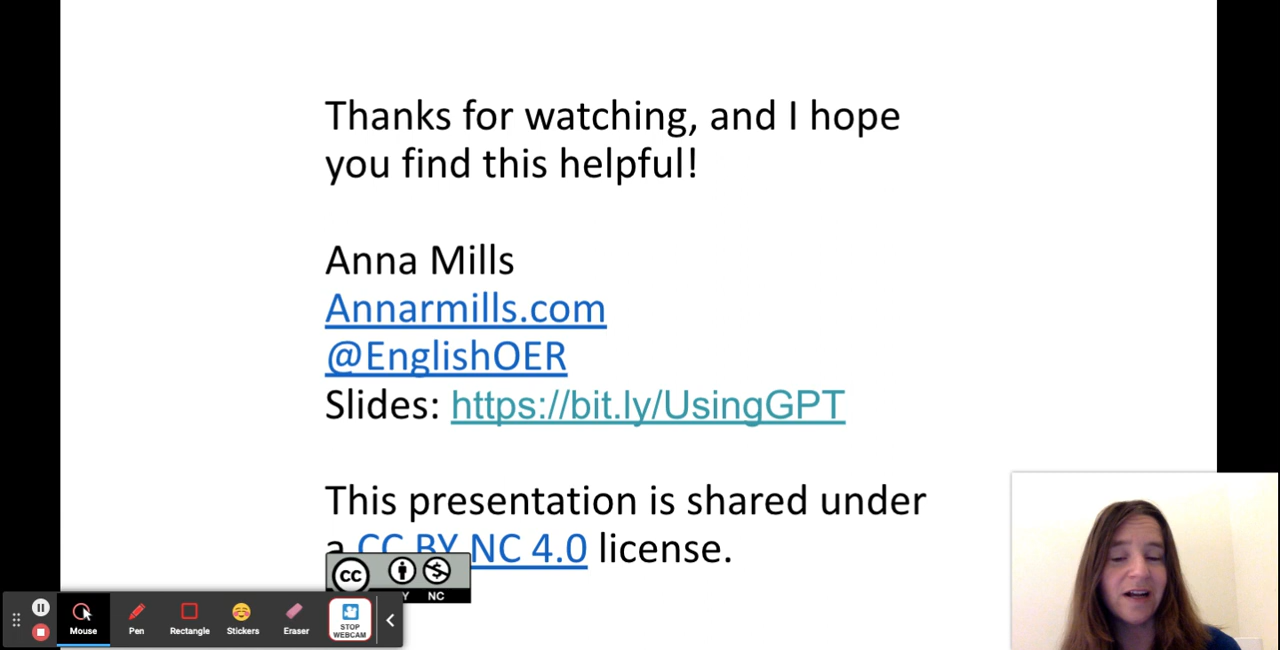 Thanks for watching, and I hope
you find this helpful!
Anna Mills
Annarmills.com
@EnglishOER
Slides: https://bit.ly/UsingGPT
This presentation is shared under
a CC BY NC 4.0 license.
cc
Y NC
Mouse
Pen
Rectangle
Stickers
Eraser
STOP
WEBCAM